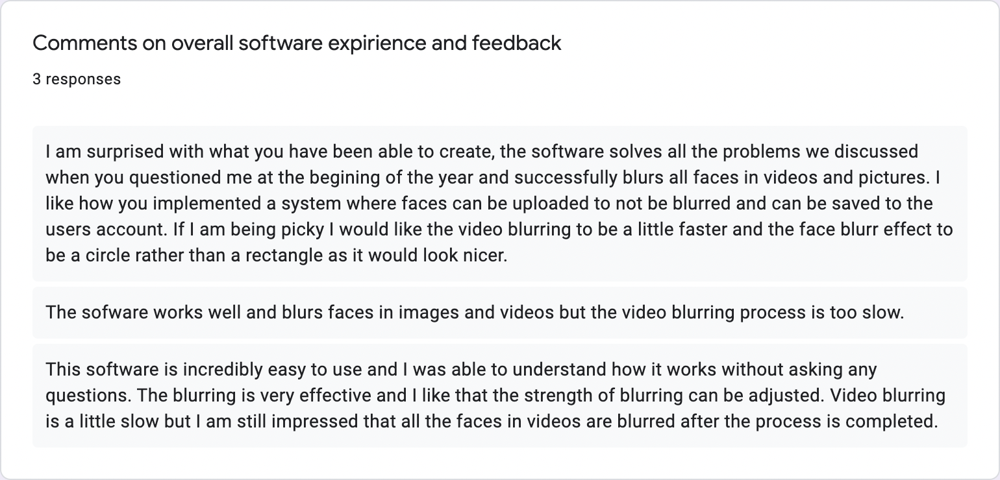 Comments on overall software expirience and feedback
3 responses
I am surprised with what you have been able to create, the software solves all the problems we discussed
when you questioned me at the begining of the year and successfully blurs all faces in videos and pictures. I
like how you implemented a system where faces can be uploaded to not be blurred and can be saved to the
users account. If I am being picky I would like the video blurring to be a little faster and the face blurr effect to
be a circle rather than a rectangle as it would look nicer.
The sofware works well and blurs faces in images and videos but the video blurring process is too slow.
This software is incredibly easy to use and I was able to understand how it works without asking any
questions. The blurring is very effective and I like that the strength of blurring can be adjusted. Video blurring
is a little slow but I am still impressed that all the faces in videos are blurred after the process is completed.